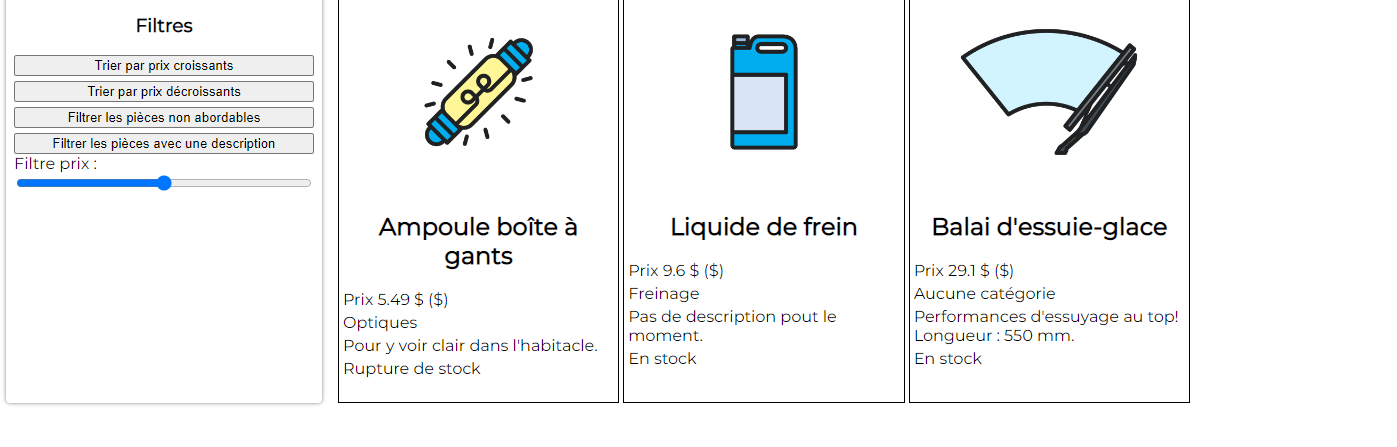 Filtres
Trier par prix croissants
Trier par prix décroissants
Filtrer les pièces non abordables
Filtrer les pièces avec une description
Filtre prix :
Ampoule boîte à
gants
Prix 5.49 $ ($)
Optiques
Pour y voir clair dans l'habitacle.
Rupture de stock
Liquide de frein
Prix 9.6 $ ($)
Freinage
Pas de description pout le
moment.
En stock
Balai d'essuie-glace
Prix 29.1 $ ($)
Aucune catégorie
Performances d'essuyage au top!
Longueur : 550 mm.
En stock